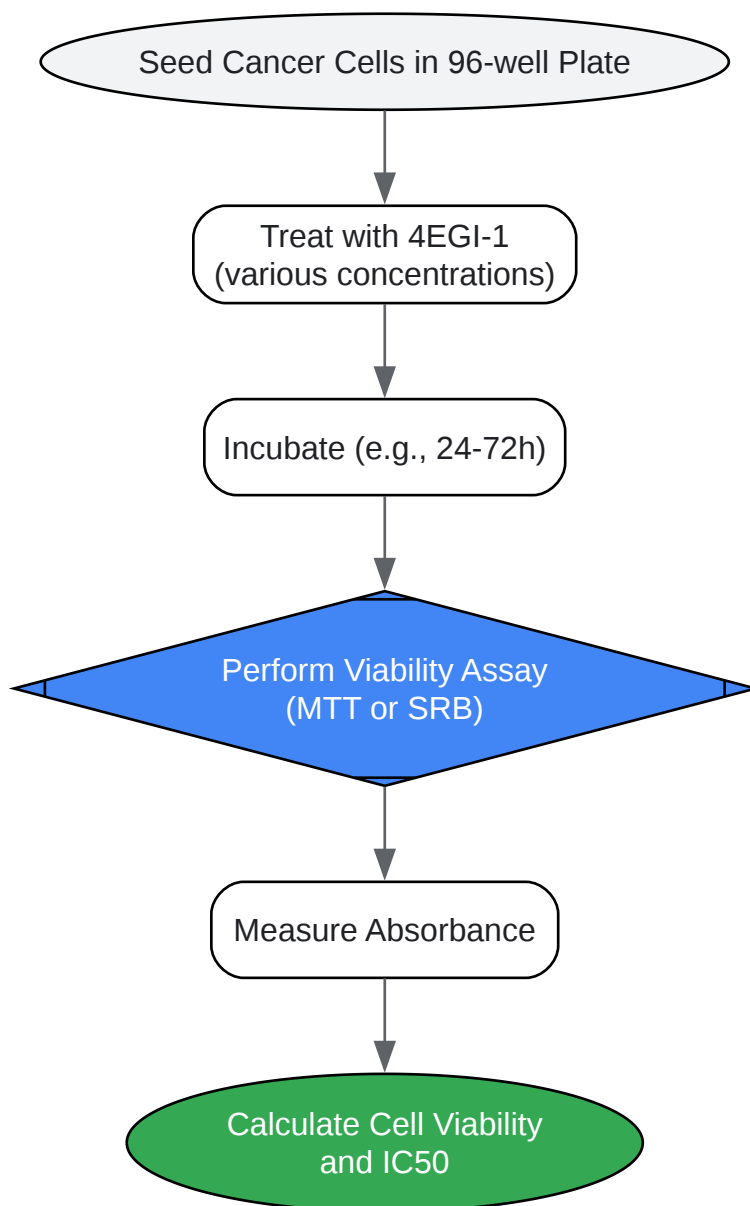 Seed Cancer Cells in 96-well Plate
Treat with 4EGI-1
(various concentrations)
Incubate (e.g., 24-72h)
Perform Viability Assay
(MTT or SRB)
Measure Absorbance
Calculate Cell Viability
and IC50